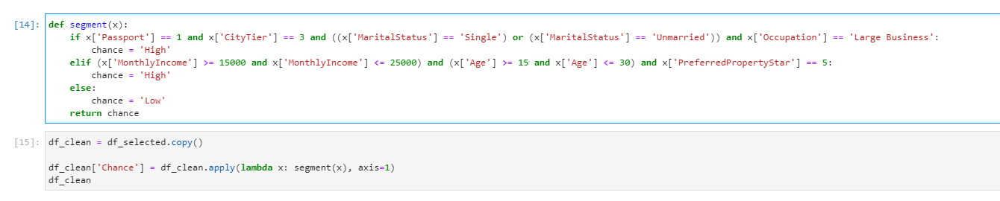 [14]: def segment(x):
    if x['Passport'] == 1 and x['CityTier'] == 3 and ((x['MaritalStatus'] == 'Single') or (x['MaritalStatus'] == 'Unmarried')) and x['Occupation'] == 'Large Business':
        chance = 'High'
    elif (x['MonthlyIncome'] >= 15000 and x['MonthlyIncome'] <= 25000) and (x['Age'] >= 15 and x['Age'] <= 30) and x['PreferredPropertyStar'] == 5:
        chance = 'High'
    else:
        chance = 'Low'
    return chance
[15]: df_clean = df_selected.copy()
df_clean['Chance'] = df_clean.apply(lambda x: segment(x), axis=1)
df_clean